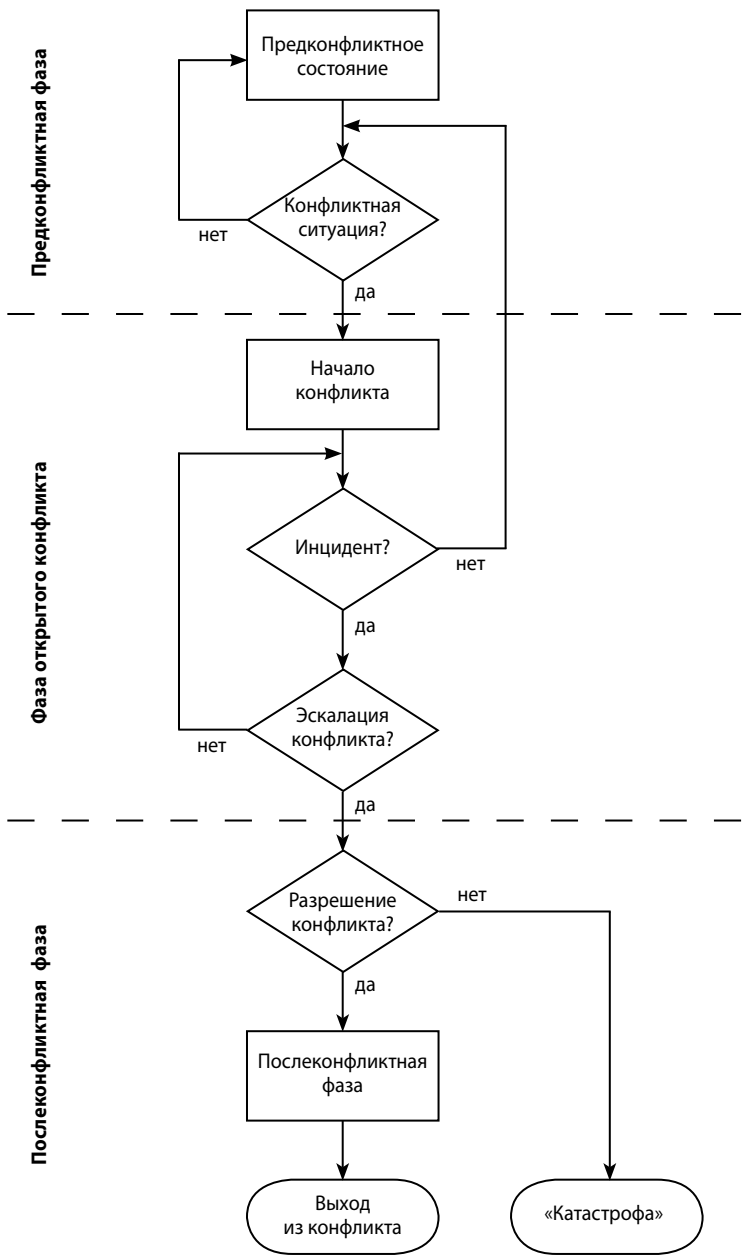 Предконфликтная фаза
Предконфликтное
состояние
Конфликтная
ситуация?
нет
да
Фаза открытого конфликта
Начало
конфликта
Инцидент?
нет
да
Эскалация
конфликта?
нет
да
Послеконфликтная фаза
Разрешение
конфликта?
нет
да
Послеконфликтная
фаза
Выход
из конфликта
«Катастрофа»